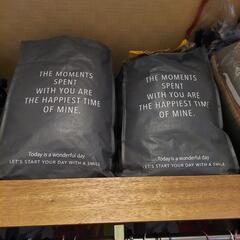 THE MOMENTS
SPENT
WITH YOU ARE
THE HAPPIEST TIME
OF MINE.
Today is a wonderful day
LET'S START YOUR DAY WITH A SMILE
THE MOMENTS
SPENT
WITH YOU ARE
THE HAPPIEST TIME
OF MINE.
Today is a wonderful day
LET'S START YOUR DAY WITH A SMILE